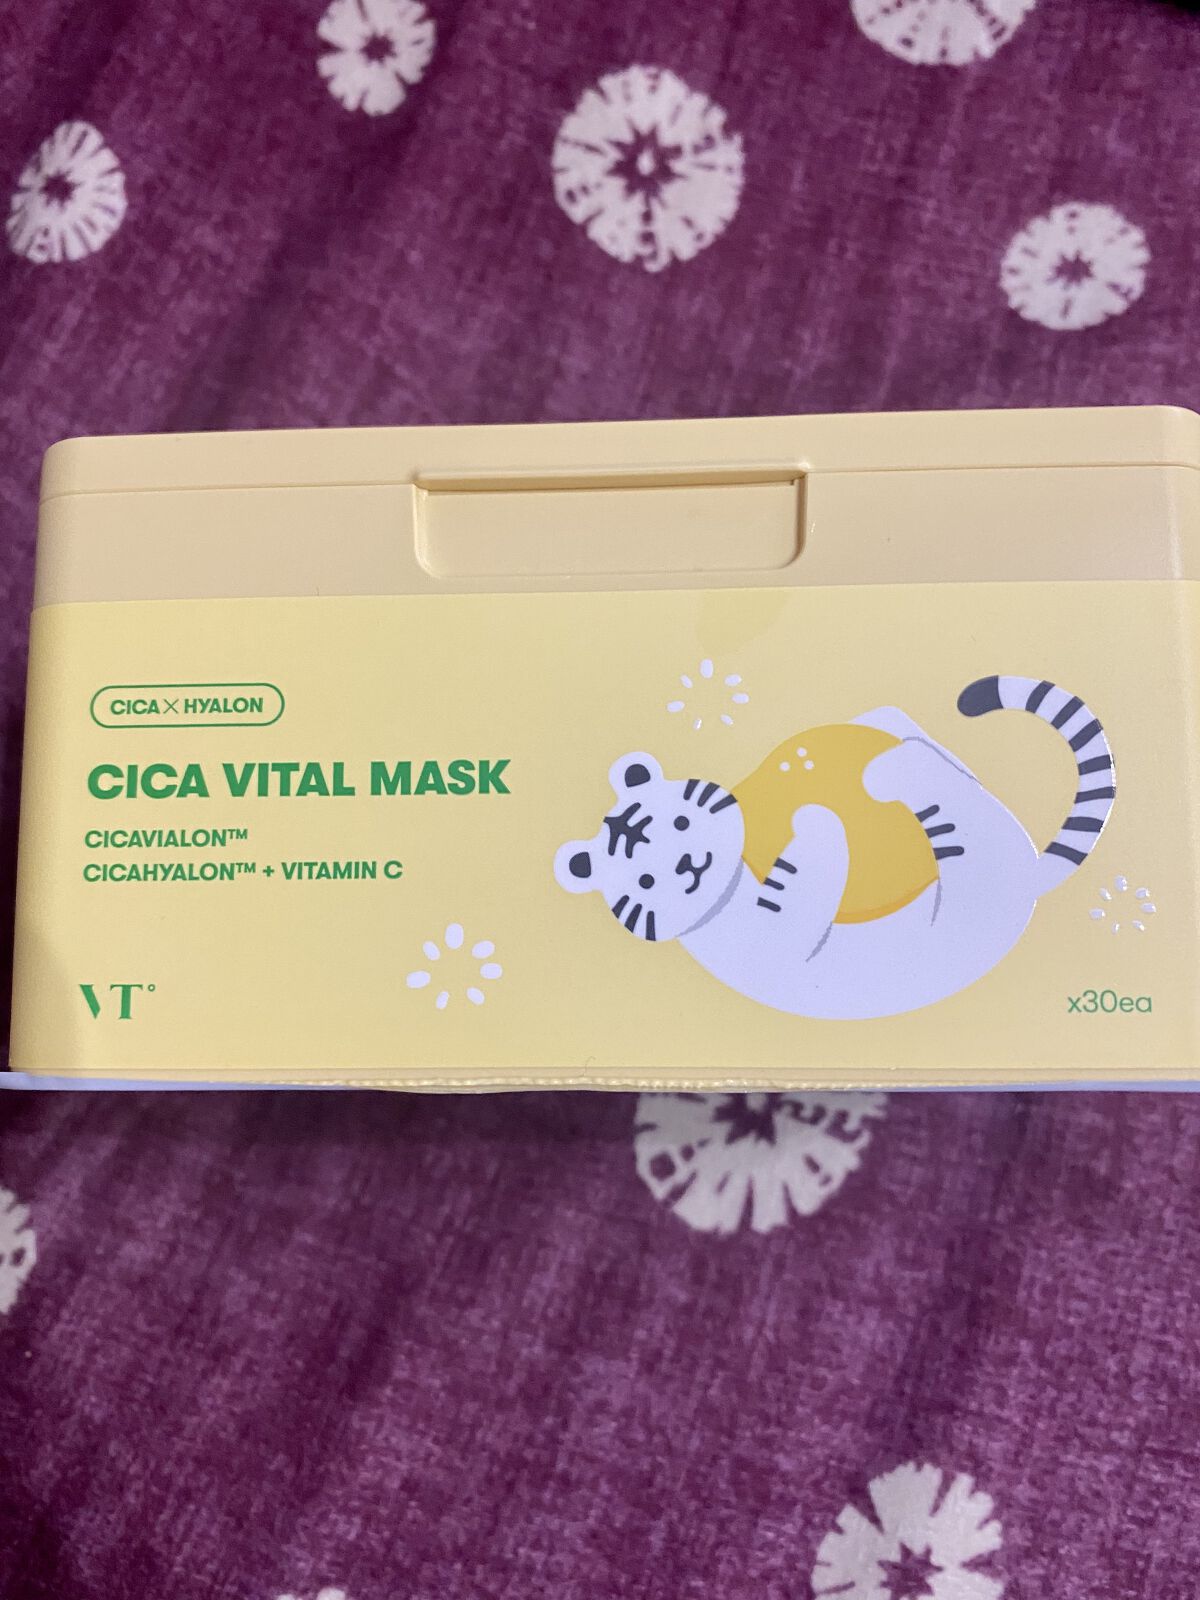 CICA×HYALON
CICA VITAL MASK
CICAVIALON™
CICAHYALON™ + VITAMIN C
VT°
x30ea